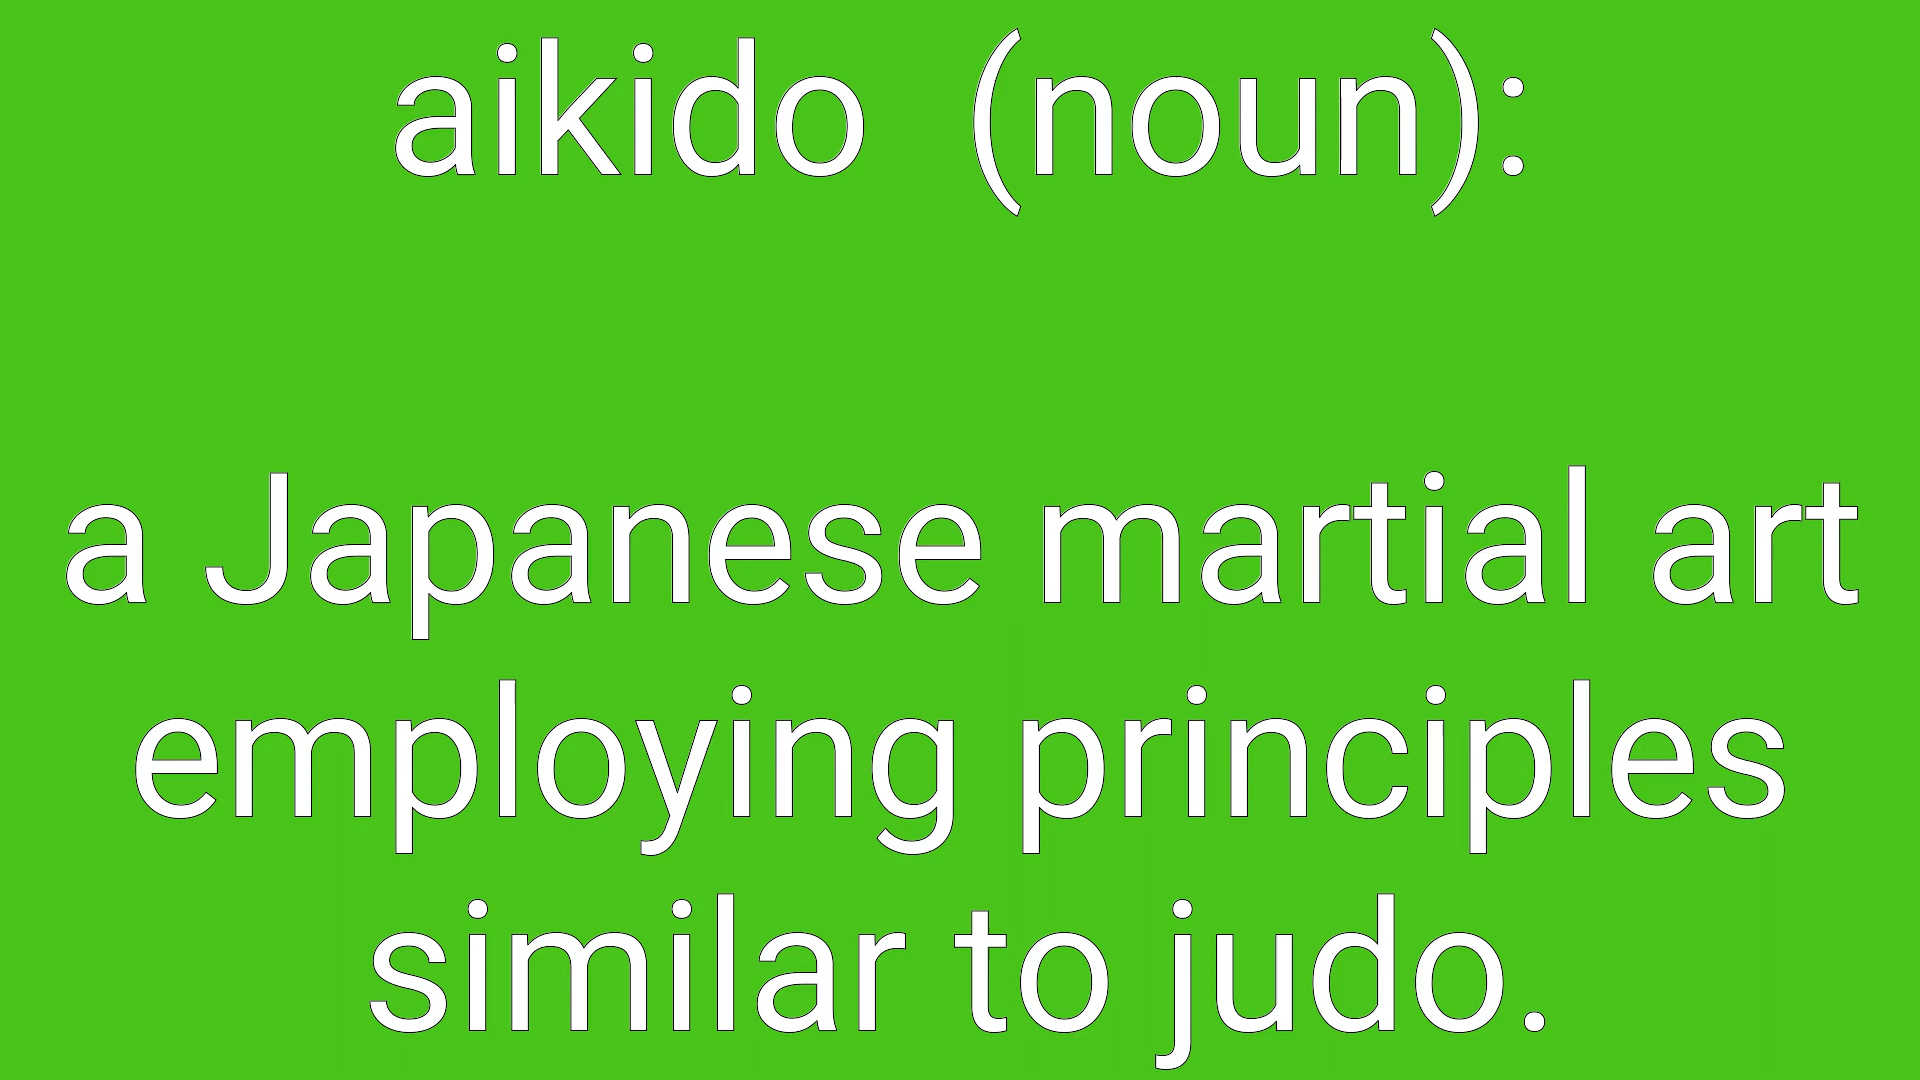 aikido  (noun):
a Japanese martial art
employing principles
similar to judo.